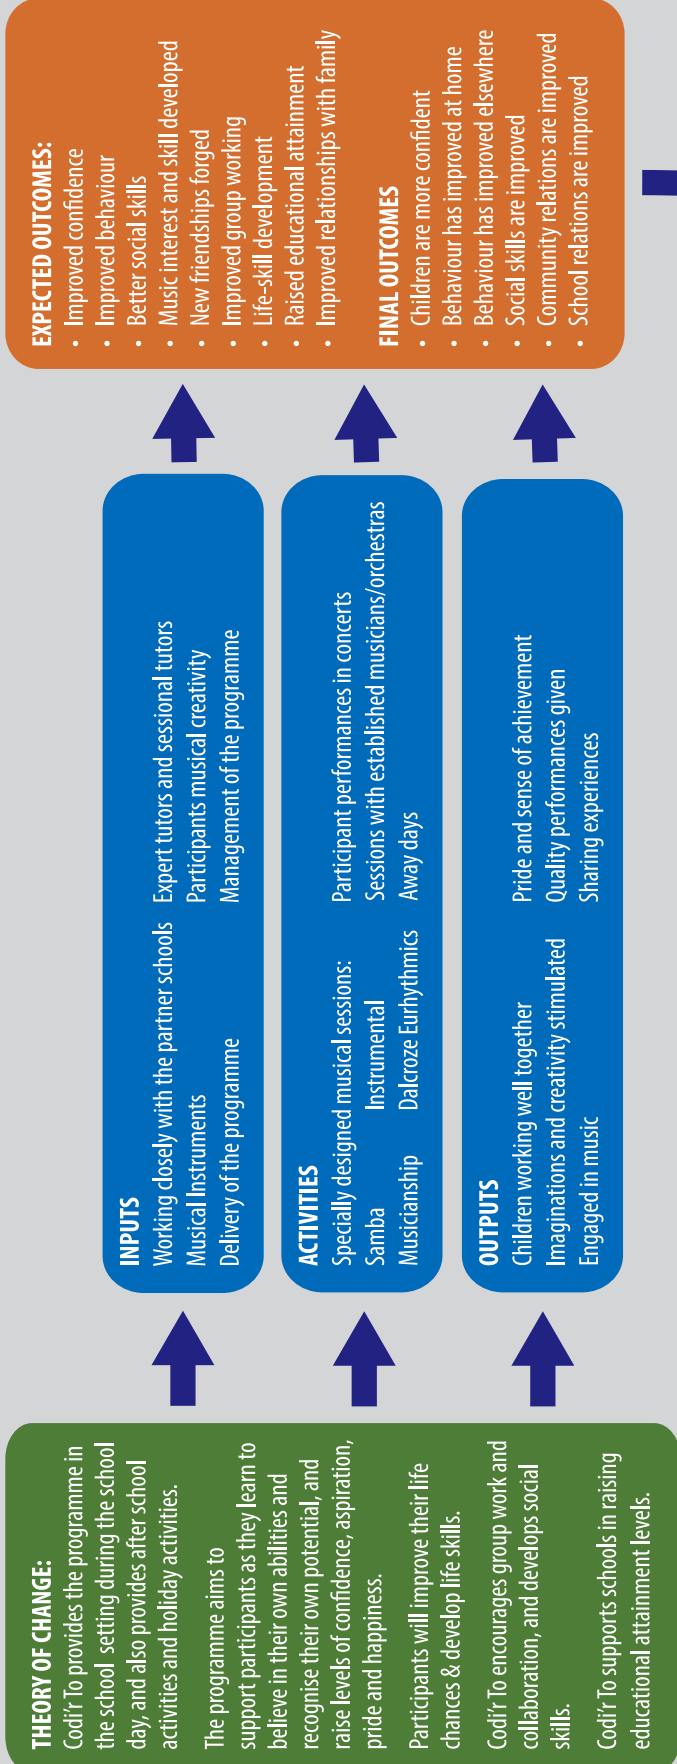 THEORY OF CHANGE:
Codi'r To provides the programme in
the school setting during the school
day, and also provides after school
activities and holiday activities.
The programme aims to
support participants as they learn to
believe in their own abilities and
recognise their own potential, and
raise levels of confidence, aspiration,
pride and happiness.
Participants will improve their life
chances & develop life skills.
Codi'r To encourages group work and
collaboration, and develops social
skills.
Codi'r To supports schools in raising
educational attainment levels.
INPUTS
Working closely with the partner schools
Musical Instruments
Delivery of the programme
Expert tutors and sessional tutors
Participants musical creativity
Management of the programme
ACTIVITIES
Specially designed musical sessions:
Samba Instrumental
Musicianship Dalcroze Eurhythmics
Participant performances in concerts
Sessions with established musicians/orchestras
Away days
OUTPUTS
Children working well together
Imaginations and creativity stimulated
Engaged in music
Pride and sense of achievement
Quality performances given
Sharing experiences
EXPECTED OUTCOMES:
• Improved confidence
• Improved behaviour
• Better social skills
• Music interest and skill developed
• New friendships forged
• Improved group working
• Life-skill development
• Raised educational attainment
• Improved relationships with family
FINAL OUTCOMES
• Children are more confident
• Behaviour has improved at home
• Behaviour has improved elsewhere
• Social skills are improved
• Community relations are improved
• School relations are improved